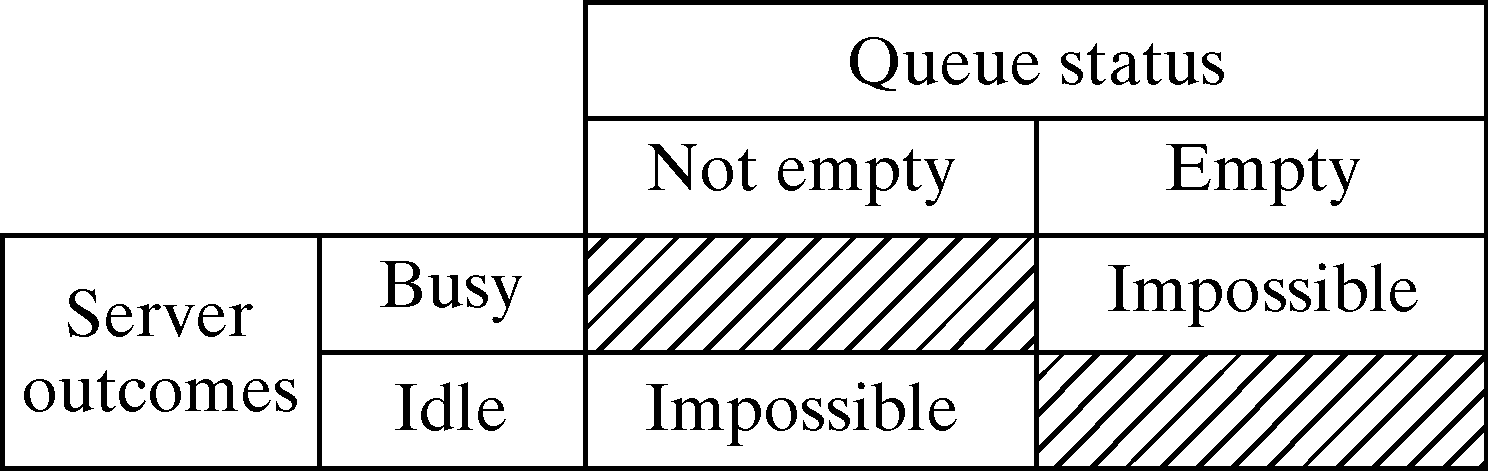 Queue status
Not empty
Empty
Server
outcomes
Busy
Impossible
Idle
Impossible